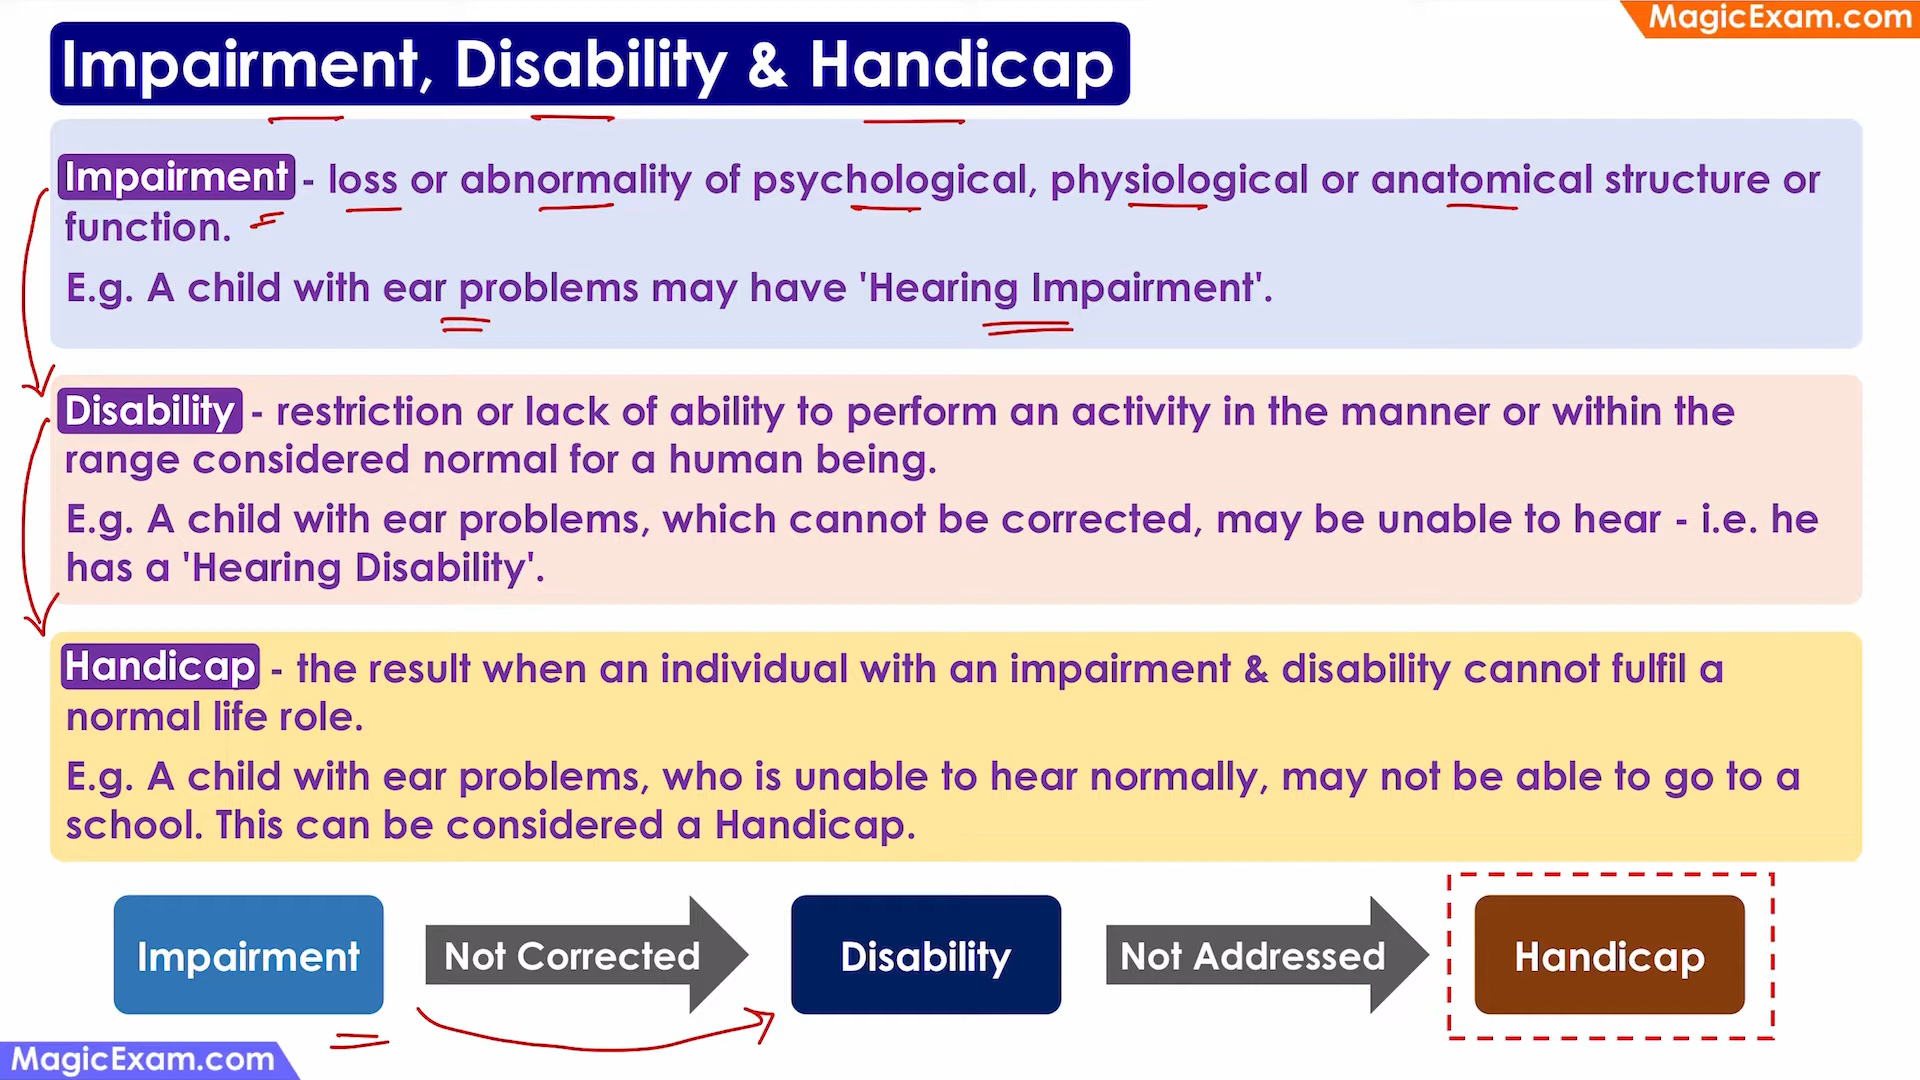 MagicExam.com
Impairment, Disability & Handicap
Impairment - loss or abnormality of psychological, physiological or anatomical structure or
function.
E.g. A child with ear problems may have 'Hearing Impairment'.
Disability - restriction or lack of ability to perform an activity in the manner or within the
range considered normal for a human being.
E.g. A child with ear problems, which cannot be corrected, may be unable to hear - i.e. he
has a 'Hearing Disability'.
Handicap - the result when an individual with an impairment & disability cannot fulfil a
normal life role.
E.g. A child with ear problems, who is unable to hear normally, may not be able to go to a
school. This can be considered a Handicap.
Impairment Not Corrected Disability Not Addressed Handicap
MagicExam.com